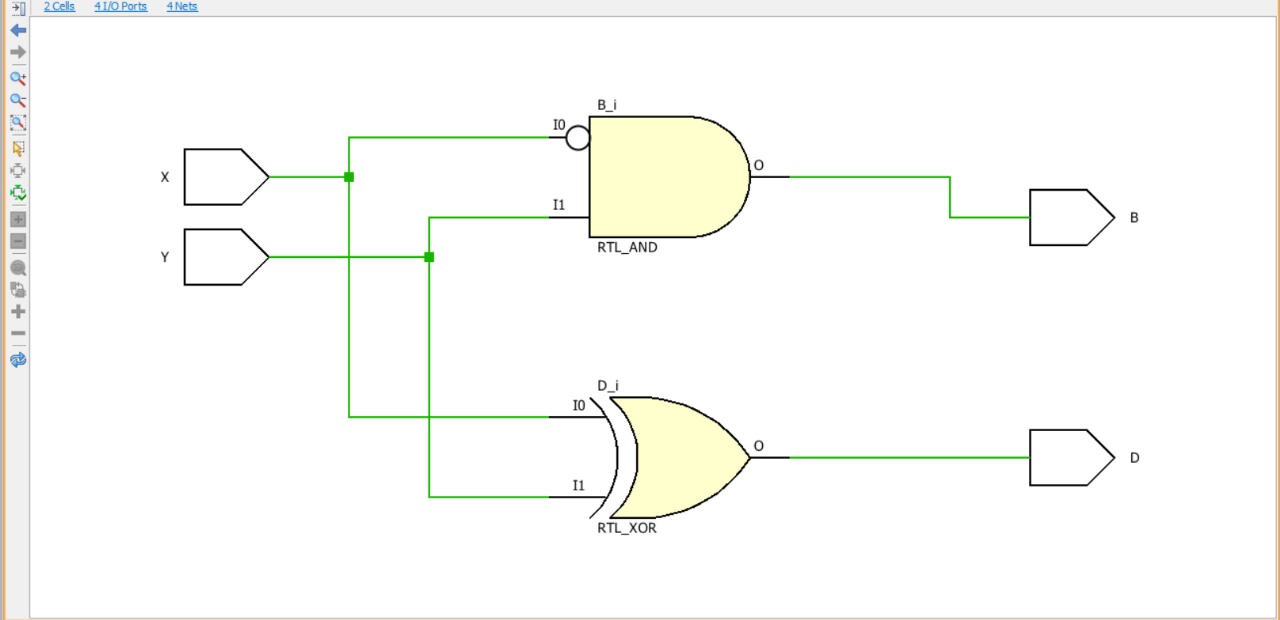 2 Cells 4 I/O Ports 4 Nets
B_i
I0
X
O
I1
B
RTL_AND
Y
D_i
I0
O
D
I1
RTL_XOR